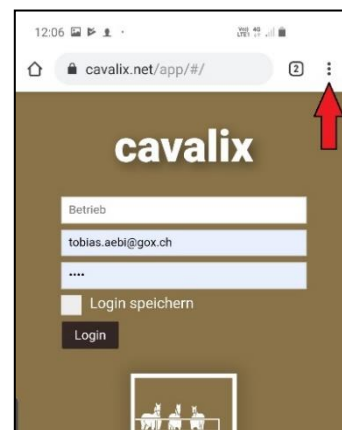 12:06
cavalix.net/app/#/
2
cavalix
Betrieb
tobias.aebi@gox.ch
••••
Login speichern
Login